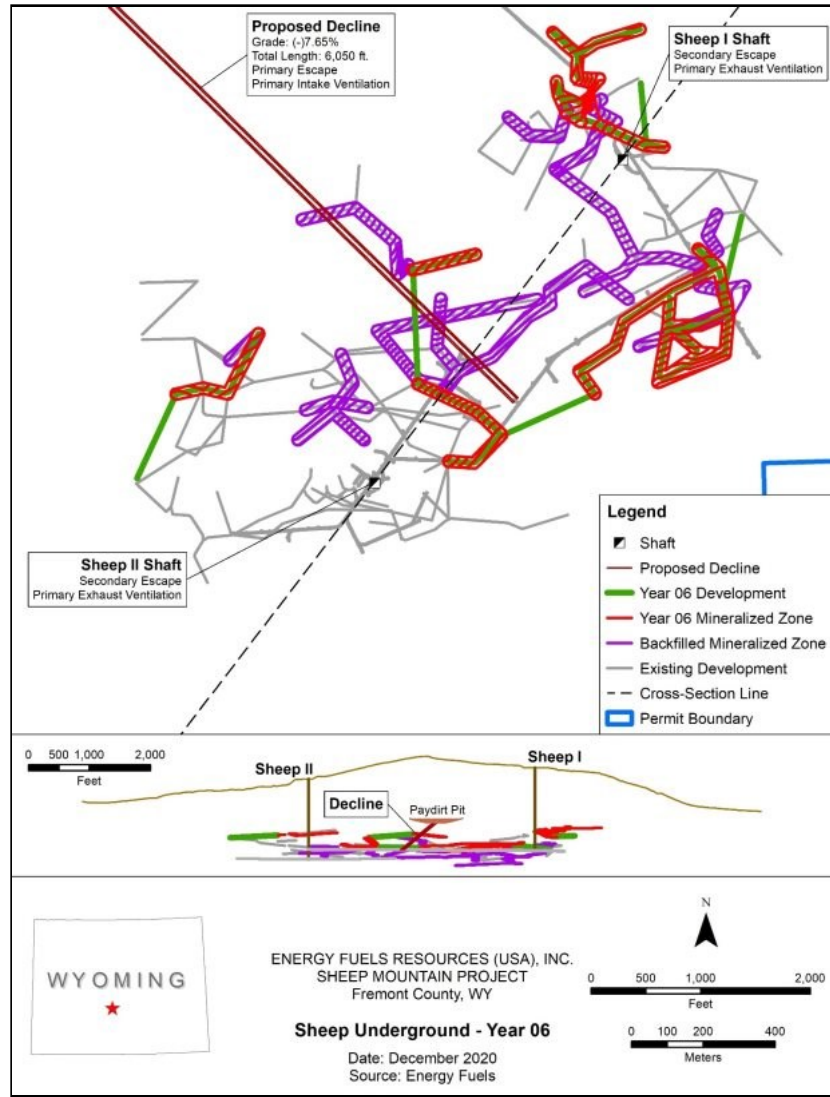 Proposed Decline
Grade: (-)7.65%
Total Length: 6,050 ft.
Primary Escape
Primary Intake Ventilation
Sheep I Shaft
Secondary Escape
Primary Exhaust Ventilation
Sheep II Shaft
Secondary Escape
Primary Exhaust Ventilation
Legend
Shaft
Proposed Decline
Year 06 Development
Year 06 Mineralized Zone
Backfilled Mineralized Zone
Existing Development
Cross-Section Line
Permit Boundary
0 500 1,000 2,000
Feet
Sheep II
Sheep I
Decline
Paydirt Pit
WYOMING
ENERGY FUELS RESOURCES (USA), INC.
SHEEP MOUNTAIN PROJECT
Fremont County, WY
Sheep Underground - Year 06
Date: December 2020
Source: Energy Fuels
N
0 500 1,000 2,000
Feet
0 100 200 400
Meters